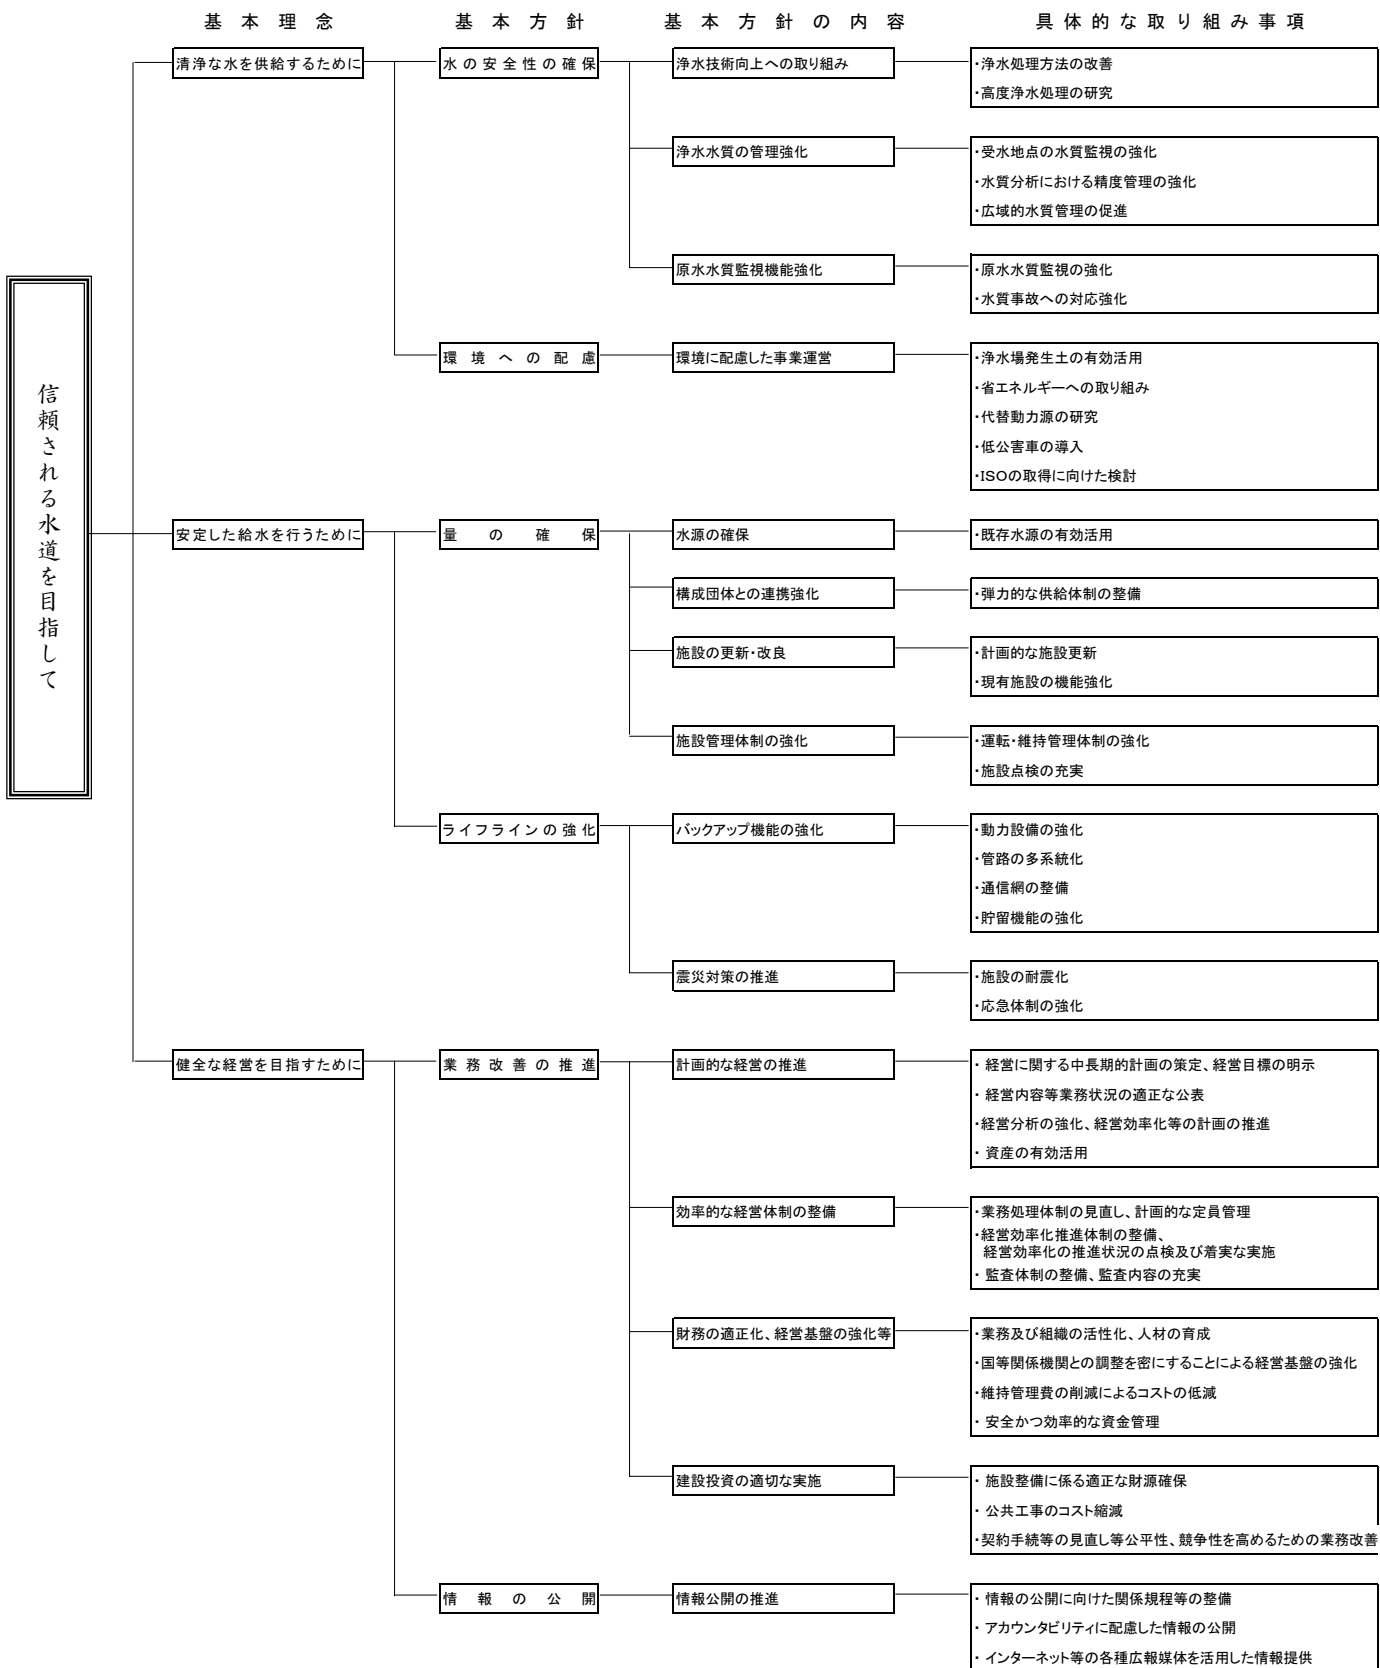 基本理念
基本方針
基本方針の内容
具体的な取り組み事項
信頼される水道を目指して
清浄な水を供給するために
水の安全性の確保
浄水技術向上への取り組み
・浄水処理方法の改善
・高度浄水処理の研究
浄水水質の管理強化
・受水地点の水質監視の強化
・水質分析における精度管理の強化
・広域的水質管理の促進
原水水質監視機能強化
・原水水質監視の強化
・水質事故への対応強化
環境への配慮
環境に配慮した事業運営
・浄水場発生土の有効活用
・省エネルギーへの取り組み
・代替動力源の研究
・低公害車の導入
・ISOの取得に向けた検討
安定した給水を行うために
量の確保
水源の確保
・既存水源の有効活用
構成団体との連携強化
・弾力的な供給体制の整備
施設の更新・改良
・計画的な施設更新
・現有施設の機能強化
施設管理体制の強化
・運転・維持管理体制の強化
・施設点検の充実
ライフラインの強化
バックアップ機能の強化
・動力設備の強化
・管路の多系統化
・通信網の整備
・貯留機能の強化
震災対策の推進
・施設の耐震化
・応急体制の強化
健全な経営を目指すために
業務改善の推進
計画的な経営の推進
・経営に関する中長期的計画の策定、経営目標の明示
・経営内容等業務状況の適正な公表
・経営分析の強化、経営効率化等の計画の推進
・資産の有効活用
効率的な経営体制の整備
・業務処理体制の見直し、計画的な定員管理
・経営効率化推進体制の整備、
経営効率化の推進状況の点検及び着実な実施
・監査体制の整備、監査内容の充実
財務の適正化、経営基盤の強化等
・業務及び組織の活性化、人材の育成
・国等関係機関との調整を密にすることによる経営基盤の強化
・維持管理費の削減によるコストの低減
・安全かつ効率的な資金管理
建設投資の適切な実施
・施設整備に係る適正な財源確保
・公共工事のコスト縮減
・契約手続等の見直し等公平性、競争性を高めるための業務改善
情報の公開
情報公開の推進
・情報の公開に向けた関係規程等の整備
・アカウンタビリティに配慮した情報の公開
・インターネット等の各種広報媒体を活用した情報提供